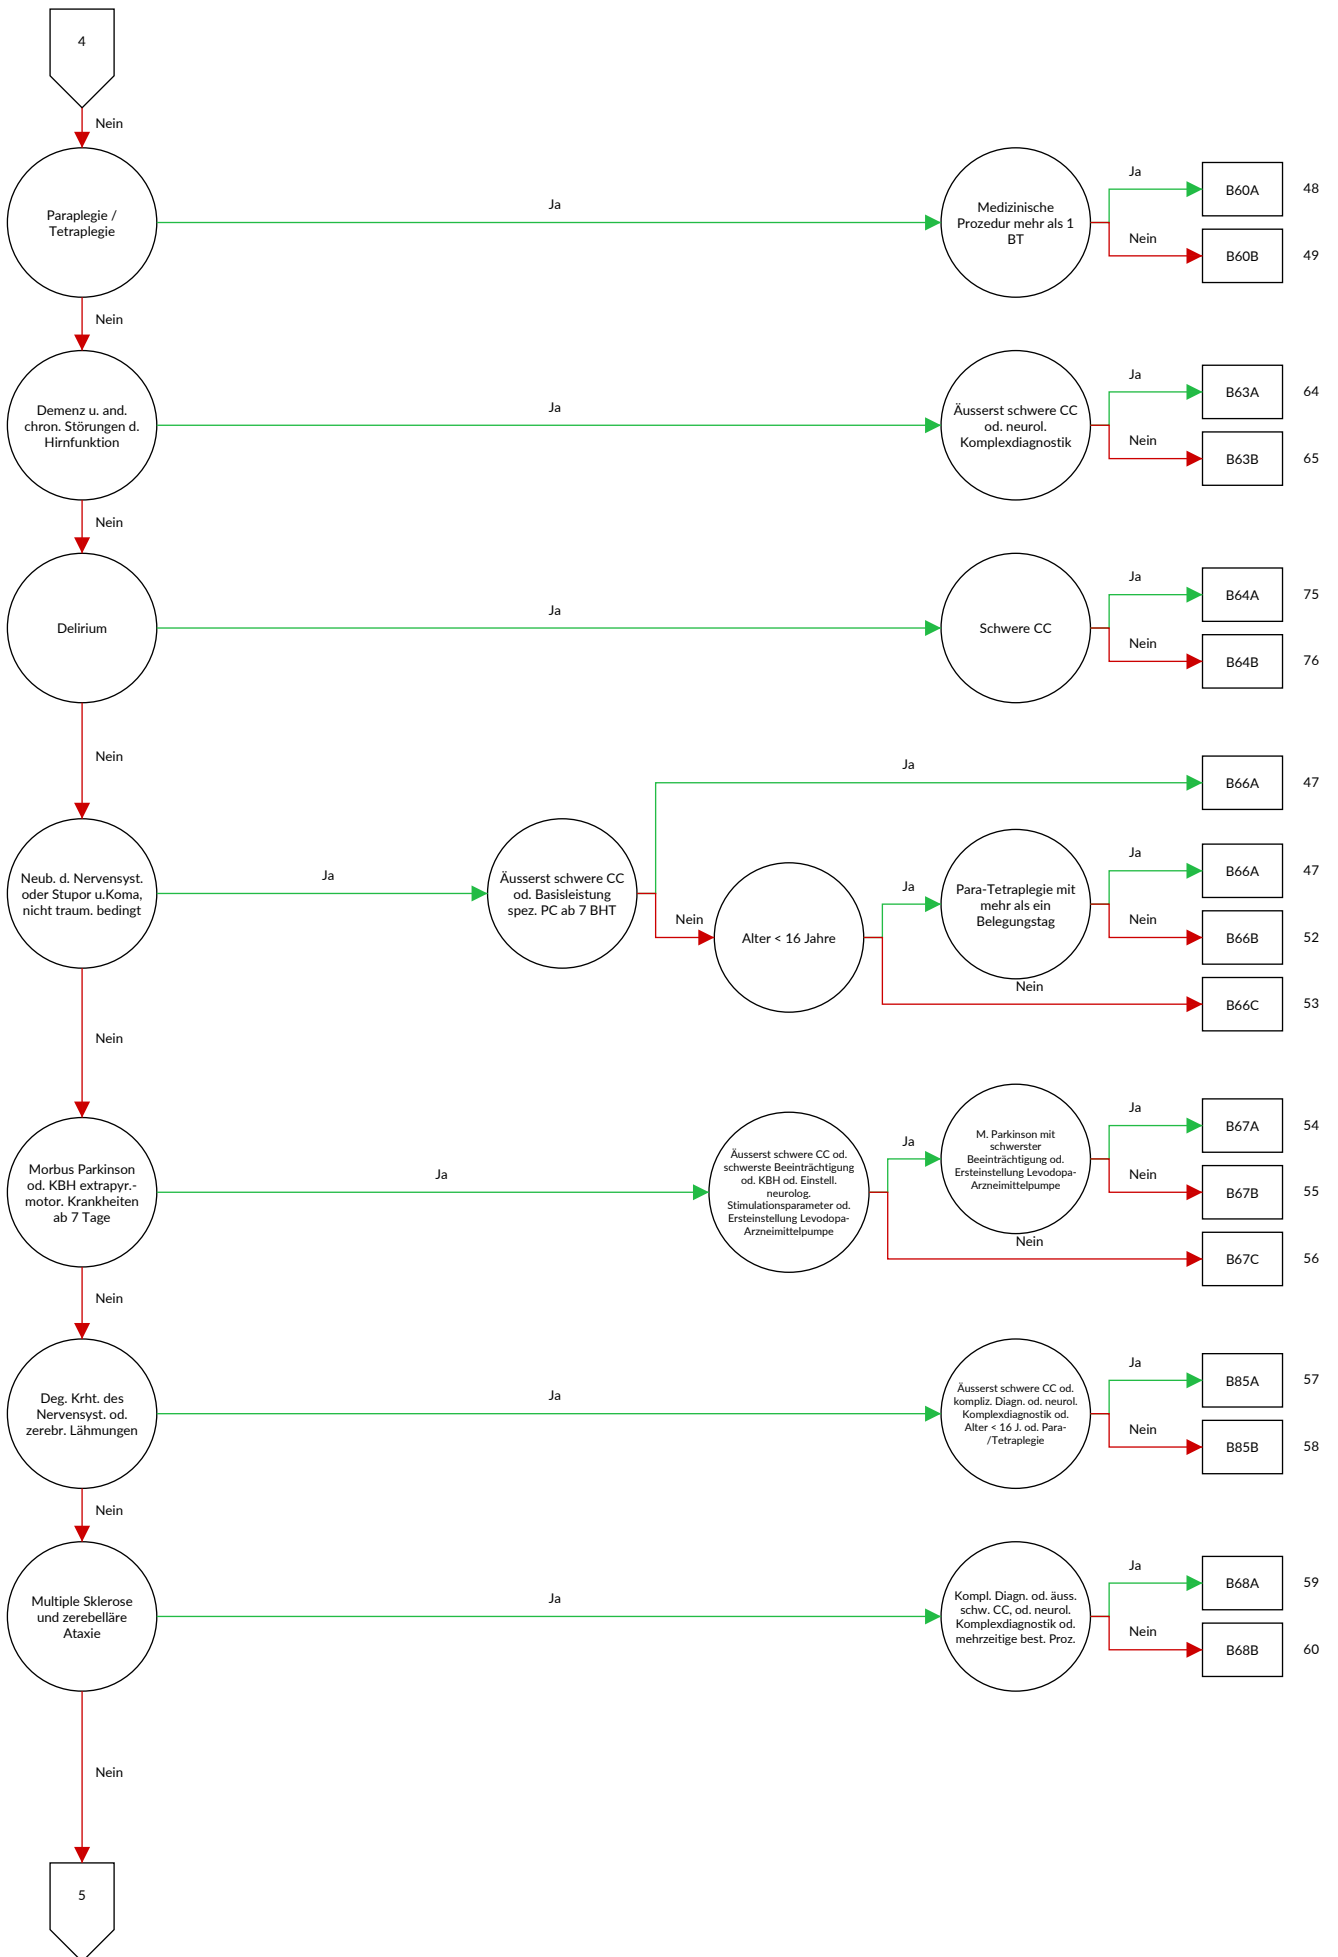 4
Nein
Paraplegie /
Tetraplegie
Ja
Medizinische
Prozedur mehr als 1
BT
Ja
B60A
48
Nein
B60B
49
Nein
Demenz u. and.
chron. Störungen d.
Hirnfunktion
Ja
Äusserst schwere CC
od. neurol.
Komplexdiagnostik
Ja
B63A
64
Nein
B63B
65
Nein
Delirium
Ja
Schwere CC
Ja
B64A
75
Nein
B64B
76
Nein
Neub. d. Nervensyst.
oder Stupor u.Koma,
nicht traum. bedingt
Ja
Äusserst schwere CC
od. Basisleistung
spez. PC ab 7 BHT
Ja
B66A
47
Nein
Alter < 16 Jahre
Ja
Para-Tetraplegie mit
mehr als ein
Belegungstag
Ja
B66A
47
Nein
B66B
52
Nein
B66C
53
Nein
Morbus Parkinson
od. KBH extrapyr.-
motor. Krankheiten
ab 7 Tage
Ja
Äusserst schwere CC od.
schwerste Beeinträchtigung
od. KBH od. Einstell.
neurolog.
Stimulationsparameter od.
Ersteinstellung Levodopa-
Arzneimittelpumpe
Ja
M. Parkinson mit
schwerster
Beeinträchtigung od.
Ersteinstellung Levodopa-
Arzneimittelpumpe
Ja
B67A
54
Nein
B67B
55
Nein
B67C
56
Nein
Deg. Krht. des
Nervensyst. od.
zerebr. Lähmungen
Ja
Äusserst schwere CC od.
kompliz. Diagn. od. neurol.
Komplexdiagnostik od.
Alter < 16 J. od. Para-
/Tetraplegie
Ja
B85A
57
Nein
B85B
58
Nein
Multiple Sklerose
und zerebelläre
Ataxie
Ja
Kompl. Diagn. od. äuss.
schw. CC, od. neurol.
Komplexdiagnostik od.
mehrzeitige best. Proz.
Ja
B68A
59
Nein
B68B
60
Nein
5